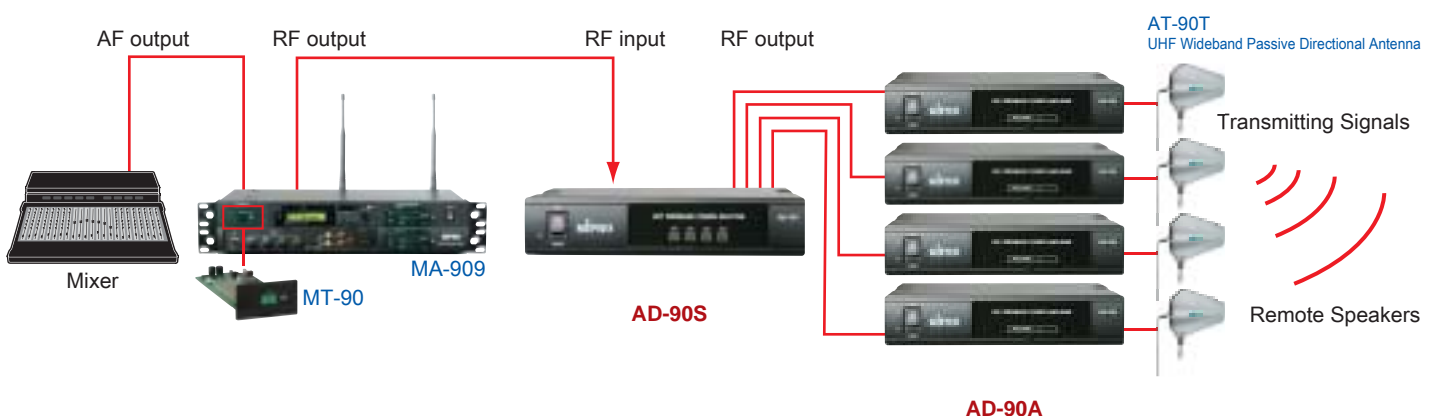 AF output
RF output
RF input
RF output
AT-90T
UHF Wideband Passive Directional Antenna
Transmitting Signals
Mixer
MA-909
MT-90
AD-90S
Remote Speakers
AD-90A